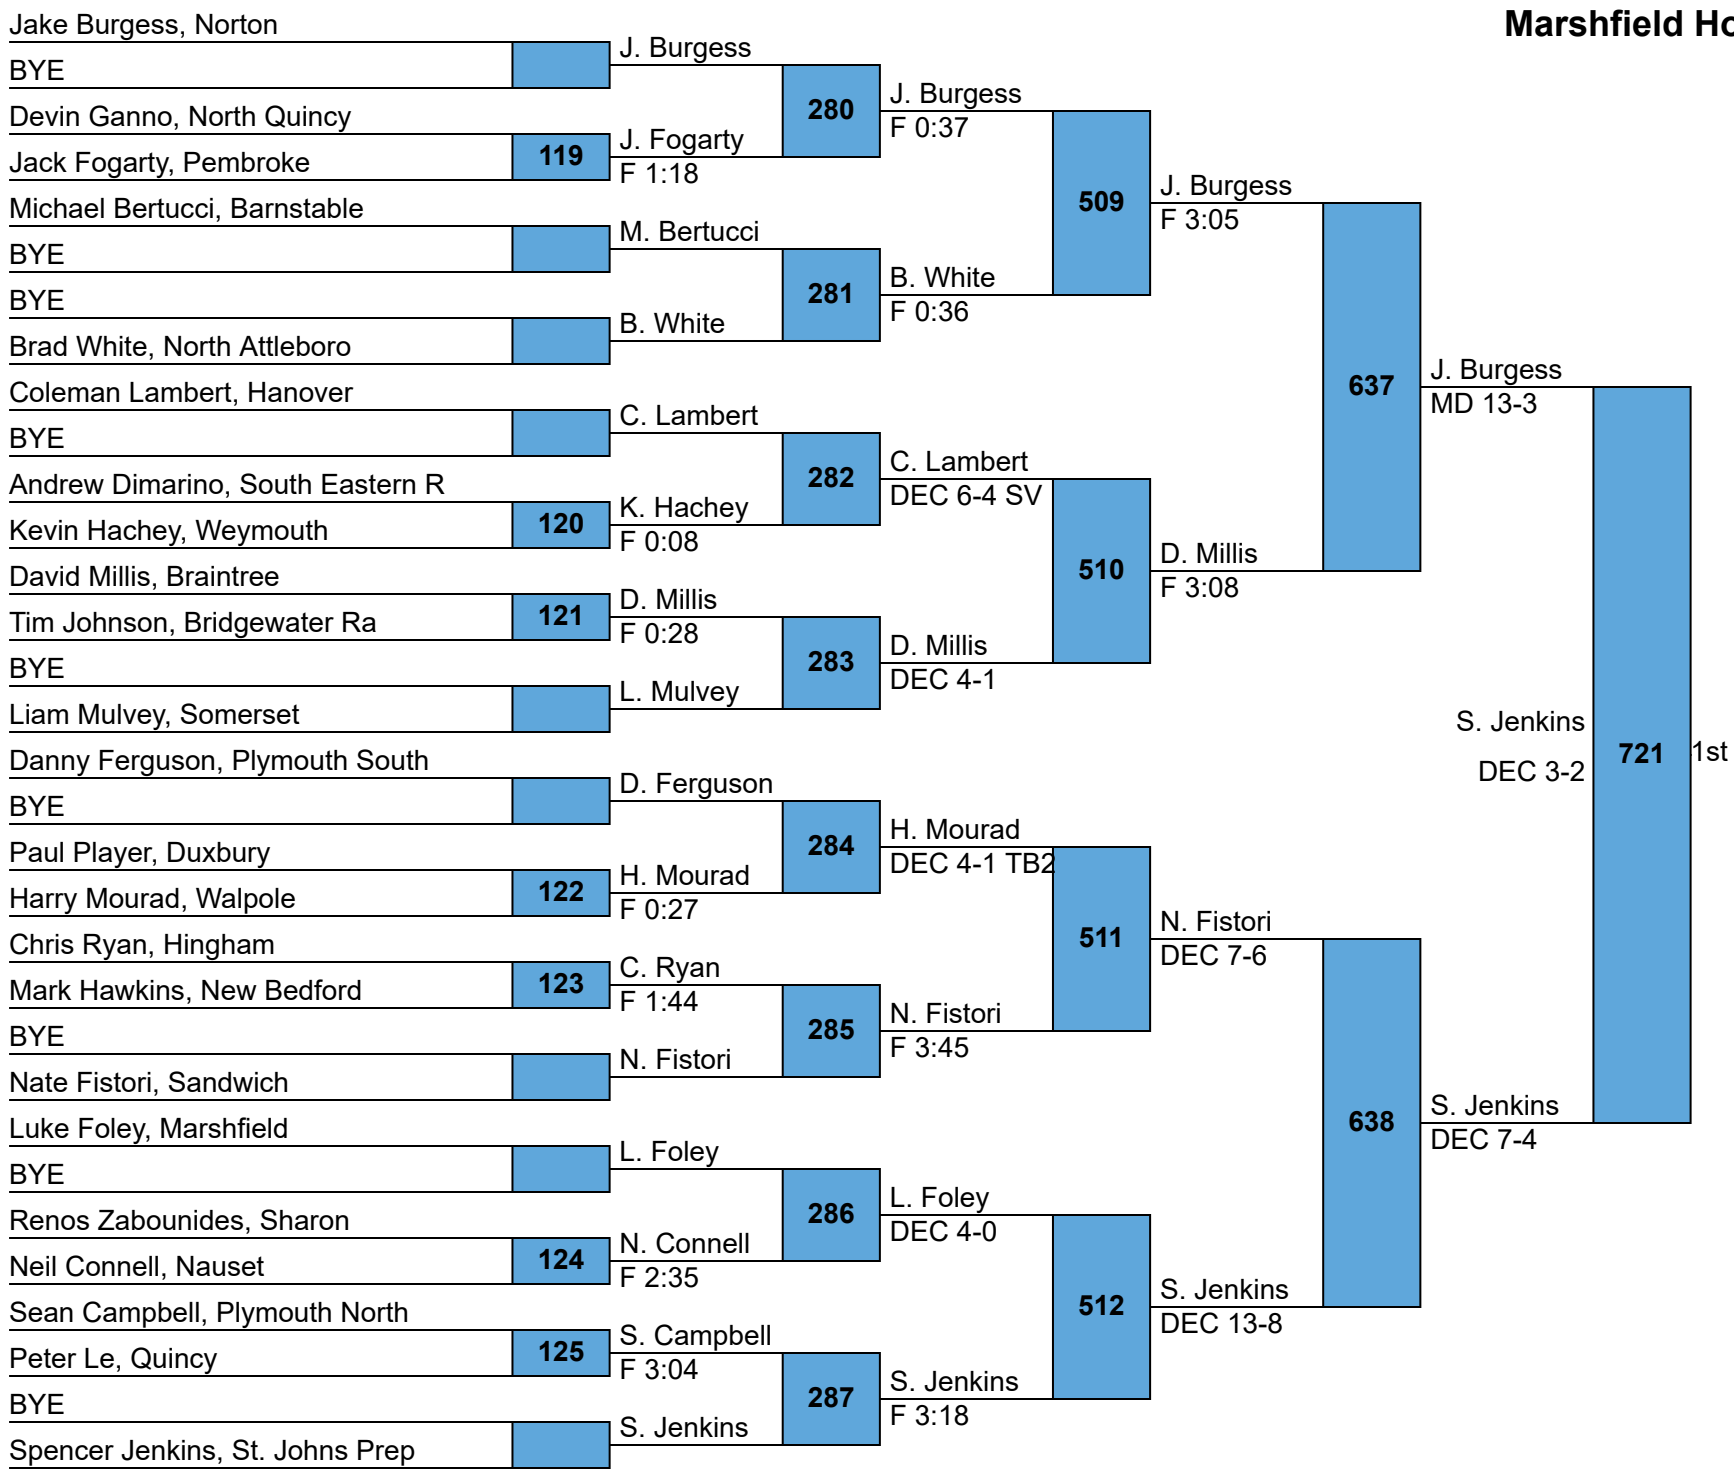 Marshfield Ho
Jake Burgess, Norton
BYE
Devin Ganno, North Quincy
119
Jack Fogarty, Pembroke
Michael Bertucci, Barnstable
BYE
BYE
Brad White, North Attleboro
Coleman Lambert, Hanover
BYE
Andrew Dimarino, South Eastern R
120
Kevin Hachey, Weymouth
David Millis, Braintree
121
Tim Johnson, Bridgewater Ra
BYE
Liam Mulvey, Somerset
Danny Ferguson, Plymouth South
BYE
Paul Player, Duxbury
122
Harry Mourad, Walpole
Chris Ryan, Hingham
123
Mark Hawkins, New Bedford
BYE
Nate Fistori, Sandwich
Luke Foley, Marshfield
BYE
Renos Zabounides, Sharon
124
Neil Connell, Nauset
Sean Campbell, Plymouth North
125
Peter Le, Quincy
BYE
Spencer Jenkins, St. Johns Prep
J. Burgess
280
J. Fogarty
F 1:18
M. Bertucci
281
B. White
C. Lambert
282
K. Hachey
F 0:08
D. Millis
F 0:28
283
L. Mulvey
D. Ferguson
284
H. Mourad
F 0:27
C. Ryan
F 1:44
285
N. Fistori
L. Foley
286
N. Connell
F 2:35
S. Campbell
F 3:04
287
S. Jenkins
J. Burgess
F 0:37
509
B. White
F 0:36
C. Lambert
DEC 6-4 SV
510
D. Millis
DEC 4-1
H. Mourad
DEC 4-1 TB2
511
N. Fistori
F 3:45
L. Foley
DEC 4-0
512
S. Jenkins
F 3:18
J. Burgess
F 3:05
637
D. Millis
F 3:08
N. Fistori
DEC 7-6
638
S. Jenkins
DEC 13-8
J. Burgess
MD 13-3
S. Jenkins
DEC 3-2
721
1st
S. Jenkins
DEC 7-4